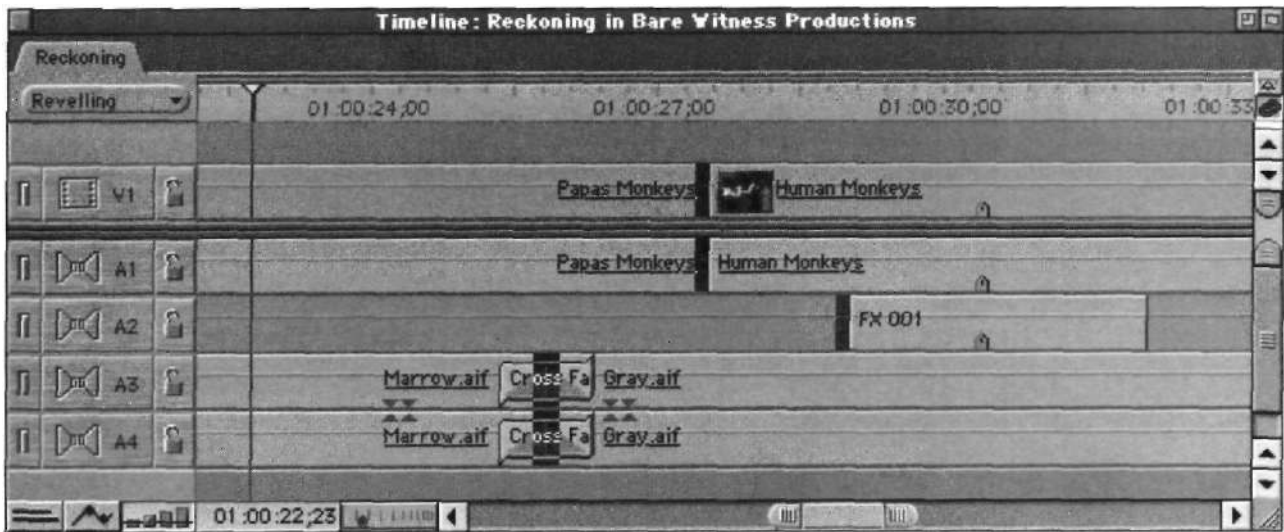 Timeline: Reckoning in Bare Witness Productions
Reckoning
Revelling
01:00:24;00 01:00:27;00 01:00:30;00 01:00:33
V1 Papas Monkeys Human Monkeys
A1 Papas Monkeys Human Monkeys
A2 FX 001
A3 Marrow.aif Cross Fa Gray.aif
A4 Marrow.aif Cross Fa Gray.aif
01:00:22;23